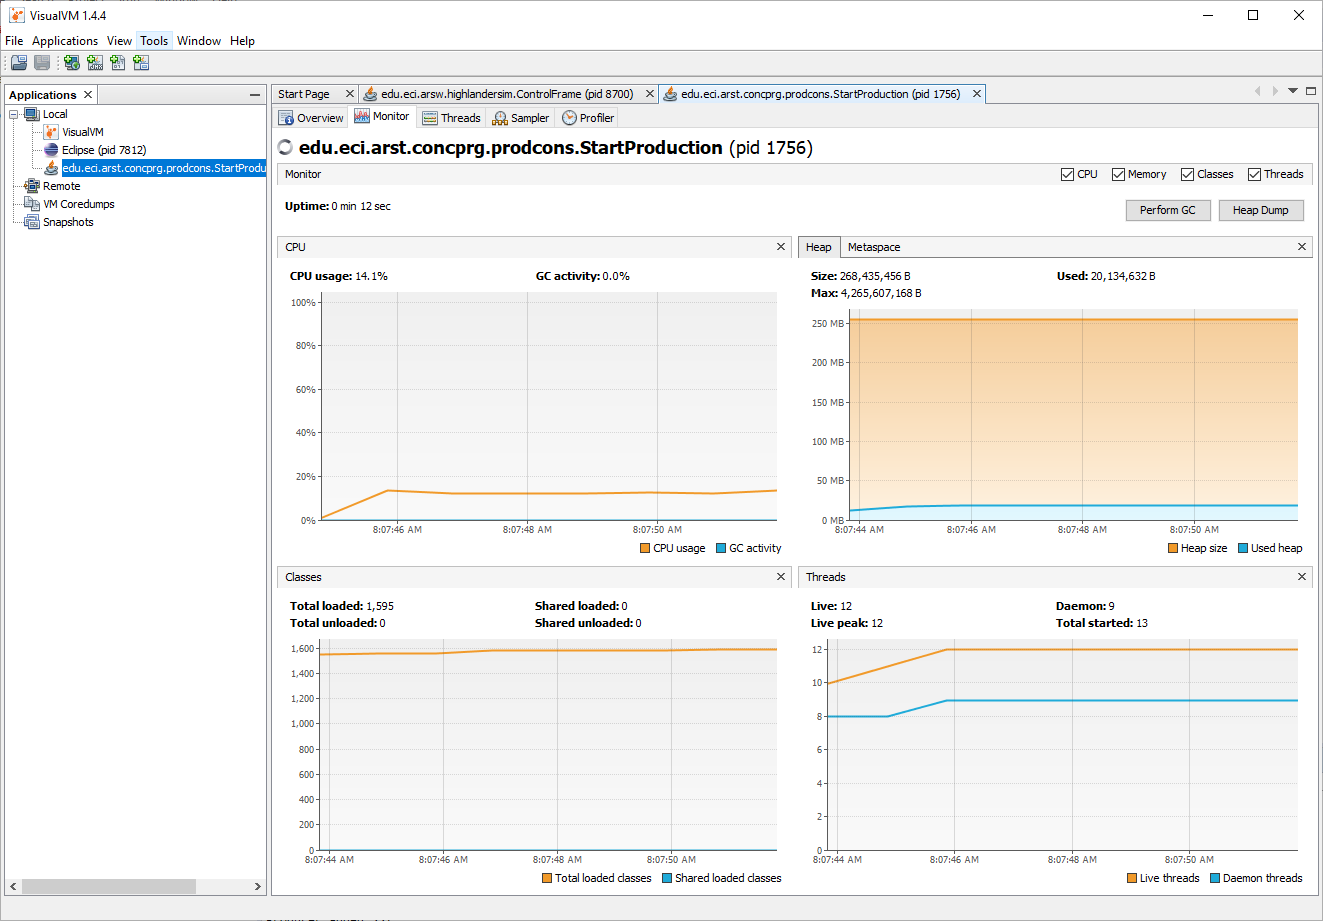 VisualVM 1.4.4
File Applications View Tools Window Help
Applications
Local
VisualVM
Eclipse (pid 7812)
edu.eci.arst.concprg.prodcons.StartProdu
Remote
VM Coredumps
Snapshots
Start Page
edu.eci.arsw.highlandersim.ControlFrame (pid 8700)
edu.eci.arst.concprg.prodcons.StartProduction (pid 1756)
Overview Monitor Threads Sampler Profiler
edu.eci.arst.concprg.prodcons.StartProduction (pid 1756)
Monitor
CPU Memory Classes Threads
Uptime: 0 min 12 sec
Perform GC Heap Dump
CPU
CPU usage: 14.1% GC activity: 0.0%
100%
80%
60%
40%
20%
0%
8:07:46 AM 8:07:48 AM 8:07:50 AM
CPU usage GC activity
Heap Metaspace
Size: 268,435,456 B Used: 20,134,632 B
Max: 4,265,607,168 B
250 MB
200 MB
150 MB
100 MB
50 MB
0 MB
8:07:44 AM 8:07:46 AM 8:07:48 AM 8:07:50 AM
Heap size Used heap
Classes
Total loaded: 1,595 Shared loaded: 0
Total unloaded: 0 Shared unloaded: 0
1,600
1,400
1,200
1,000
800
600
400
200
0
8:07:44 AM 8:07:46 AM 8:07:48 AM 8:07:50 AM
Total loaded classes Shared loaded classes
Threads
Live: 12 Daemon: 9
Live peak: 12 Total started: 13
12
10
8
6
4
2
0
8:07:44 AM 8:07:46 AM 8:07:48 AM 8:07:50 AM
Live threads Daemon threads